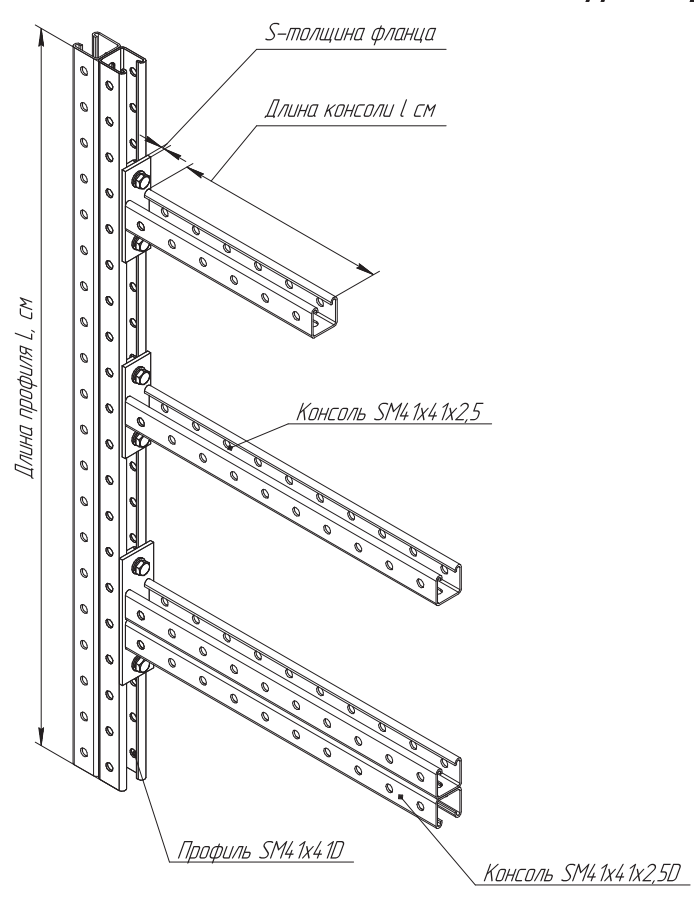 S-толщина фланца
Длина консоли l см
Длина профиля L, см
Консоль SM41x41x2,5
Профиль SM41x41D
Консоль SM41x41x2,5D